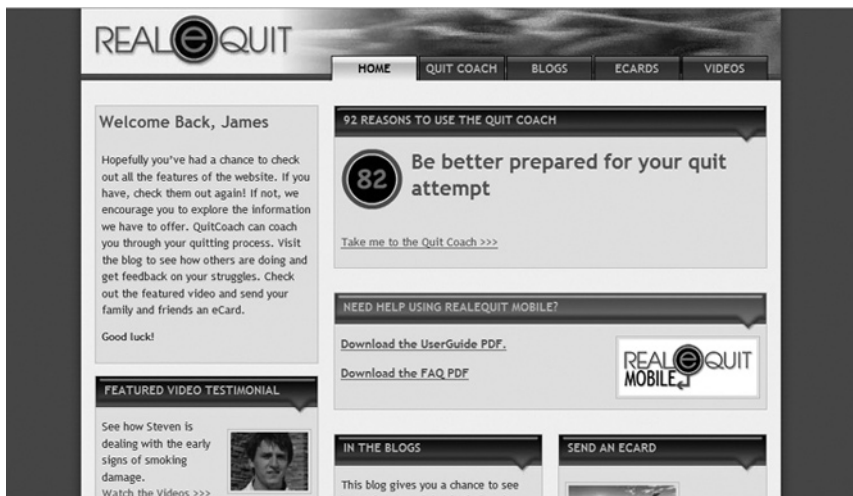 REAL e QUIT
HOME
QUIT COACH
BLOGS
ECARDS
VIDEOS
Welcome Back, James
Hopefully you've had a chance to check
out all the features of the website. If you
have, check them out again! If not, we
encourage you to explore the information
we have to offer. QuitCoach can coach
you through your quitting process. Visit
the blog to see how others are doing and
get feedback on your struggles. Check
out the featured video and send your
family and friends an eCard.
Good luck!
FEATURED VIDEO TESTIMONIAL
See how Steven is
dealing with the early
signs of smoking
damage.
Watch the Videos >>>
92 REASONS TO USE THE QUIT COACH
82
Be better prepared for your quit
attempt
Take me to the Quit Coach >>>
NEED HELP USING REALEQUIT MOBILE?
Download the UserGuide PDF.
Download the FAQ PDF
REAL e QUIT
MOBILE
IN THE BLOGS
This blog gives you a chance to see
SEND AN ECARD